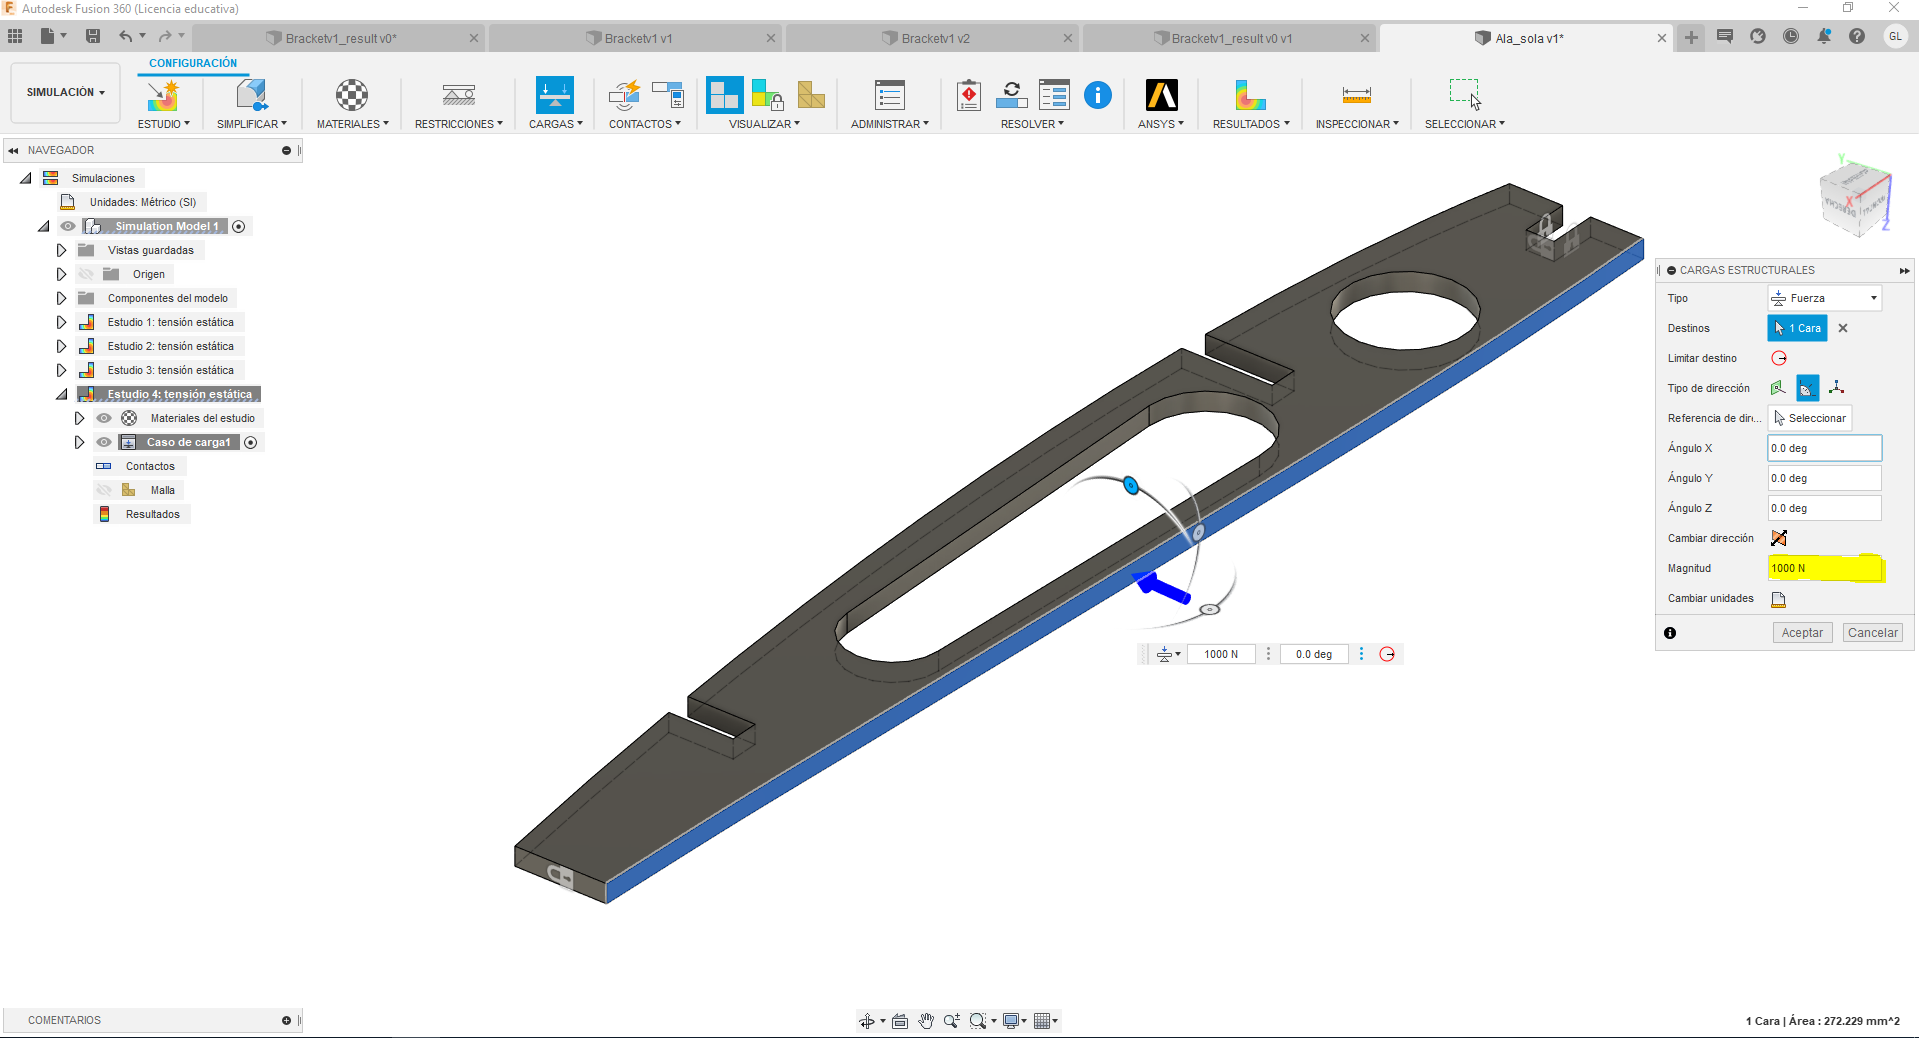 Autodesk Fusion 360 (Licencia educativa)
Bracketv1_result v0*
Bracketv1 v1
Bracketv1 v2
Bracketv1_result v0 v1
Ala_sola v1*
GL
SIMULACIÓN
CONFIGURACIÓN
ESTUDIO
SIMPLIFICAR
MATERIALES
RESTRICCIONES
CARGAS
CONTACTOS
VISUALIZAR
ADMINISTRAR
RESOLVER
ANSYS
RESULTADOS
INSPECCIONAR
SELECCIONAR
NAVEGADOR
Simulaciones
Unidades: Métrico (SI)
Simulation Model 1
Vistas guardadas
Origen
Componentes del modelo
Estudio 1: tensión estática
Estudio 2: tensión estática
Estudio 3: tensión estática
Estudio 4: tensión estática
Materiales del estudio
Caso de carga1
Contactos
Malla
Resultados
Y
X
Z
DERECHA
CARGAS ESTRUCTURALES
Tipo
Fuerza
Destinos
1 Cara
Limitar destino
Tipo de dirección
Referencia de dire...
Seleccionar
Ángulo X
0.0 deg
Ángulo Y
0.0 deg
Ángulo Z
0.0 deg
Cambiar dirección
Magnitud
1000 N
Cambiar unidades
Aceptar
Cancelar
1000 N
0.0 deg
COMENTARIOS
1 Cara | Área : 272.229 mm^2